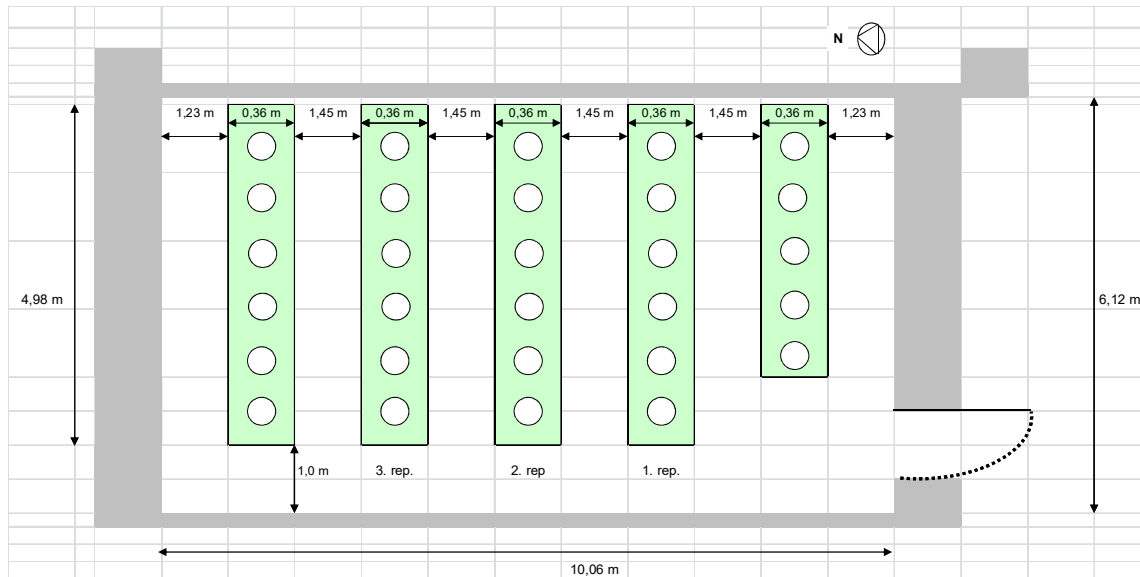 N
1,23 m 0,36 m 1,45 m 0,36 m 1,45 m 0,36 m 1,45 m 0,36 m 1,45 m 0,36 m 1,23 m
4,98 m
6,12 m
1,0 m 3. rep. 2. rep 1. rep.
10,06 m